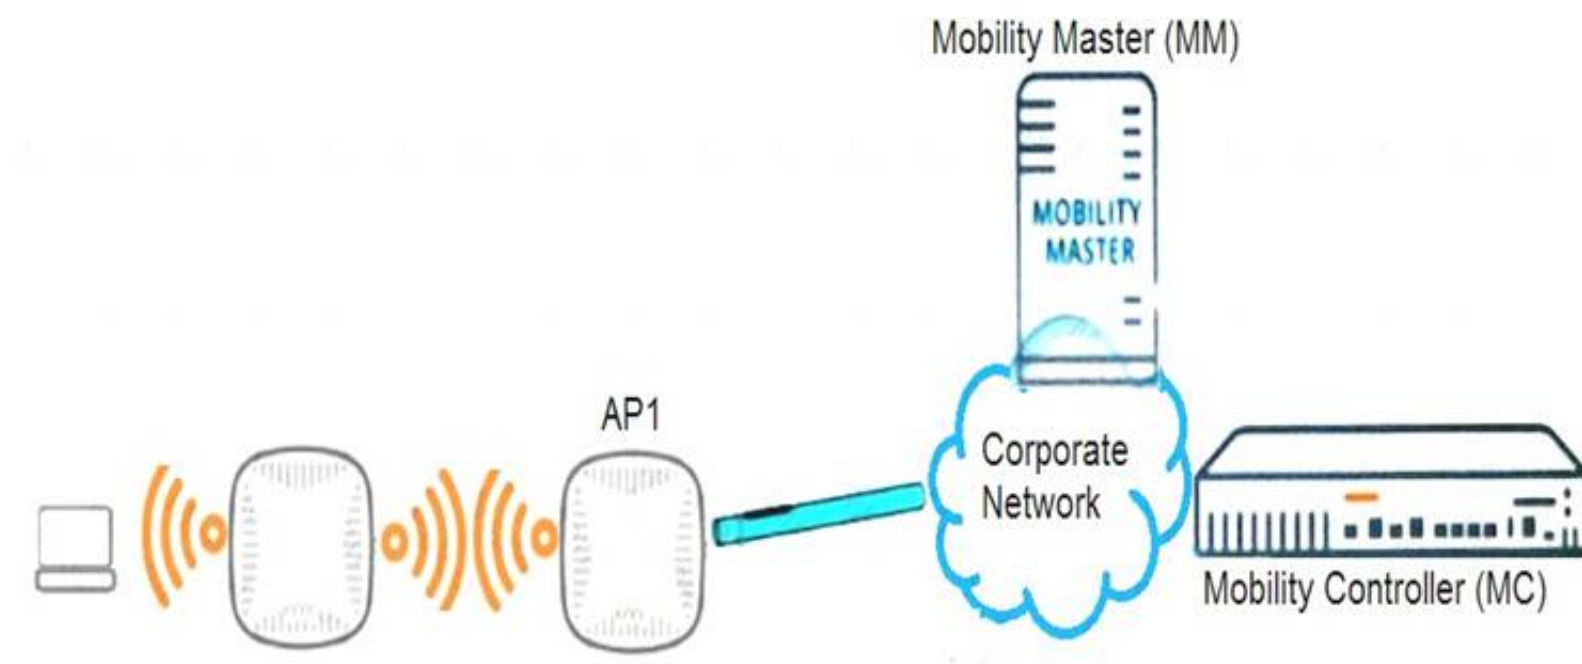 Mobility Master (MM)
MOBILITY
MASTER
AP1
Corporate
Network
Mobility Controller (MC)